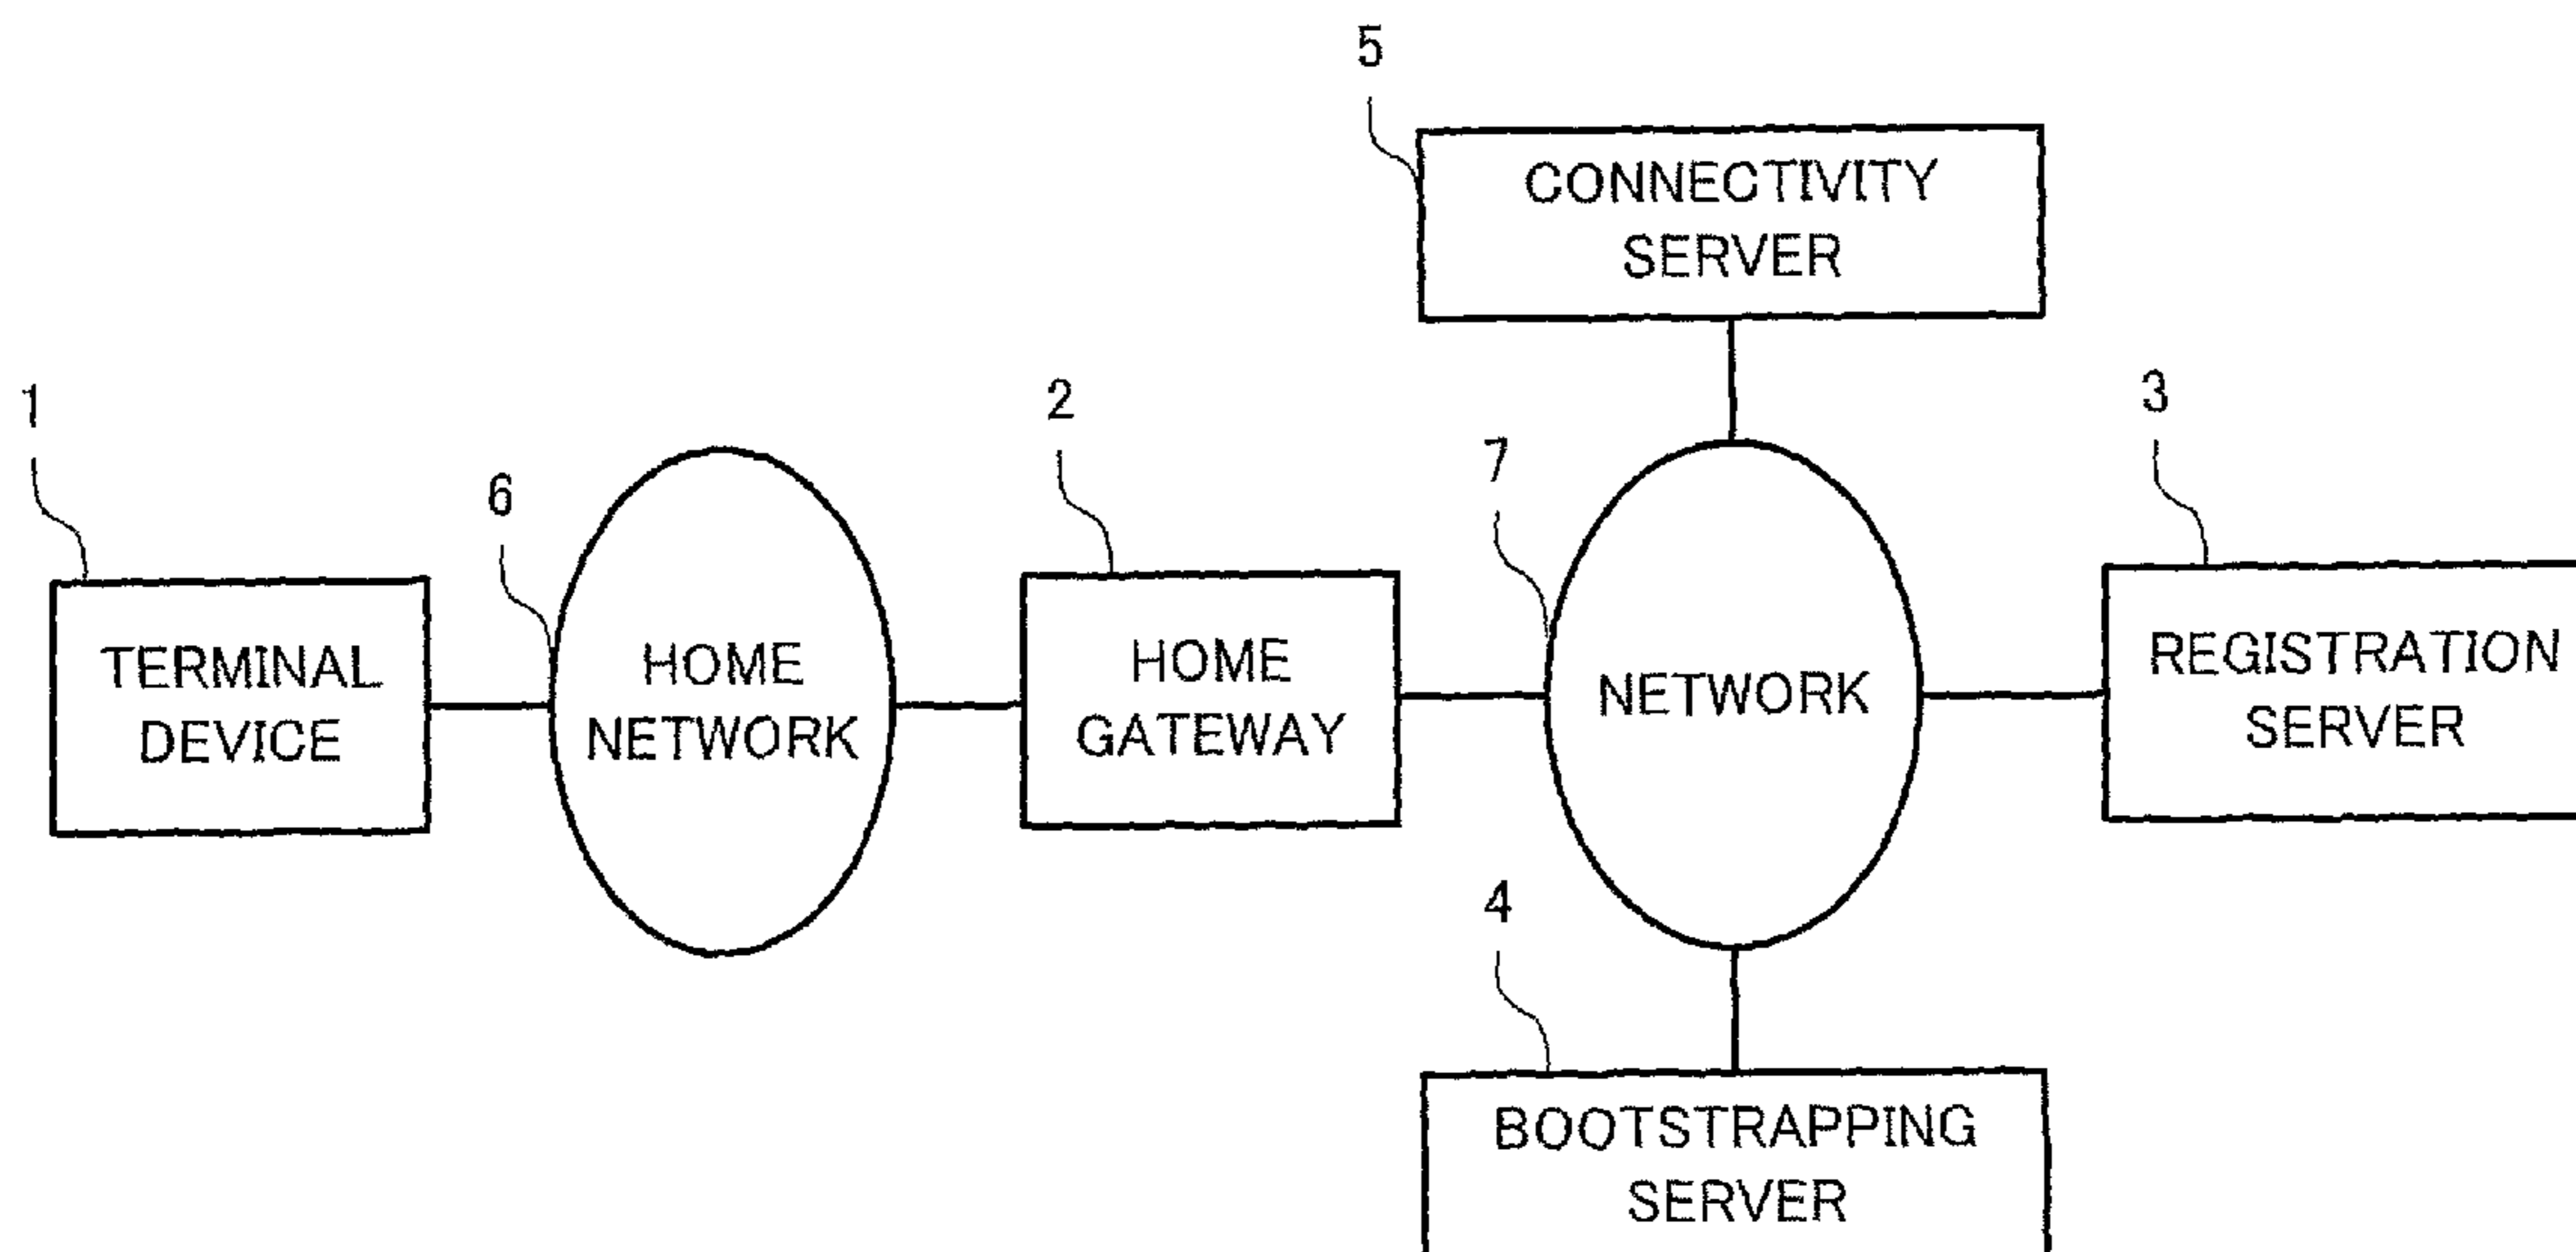 5
CONNECTIVITY
SERVER
1
2
3
6
7
TERMINAL
DEVICE
HOME
NETWORK
HOME
GATEWAY
NETWORK
REGISTRATION
SERVER
4
BOOTSTRAPPING
SERVER